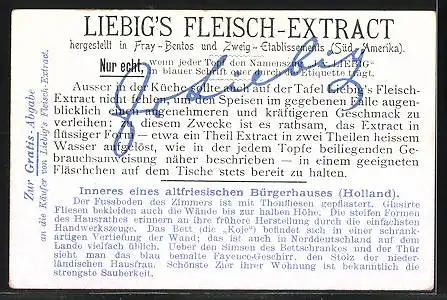 LIEBIG'S FLEISCH-EXTRACT
hergestellt in Fray-Bentos und Zweig-Etablissements (Süd-Amerika).
Nur echt, wenn jeder Topf den Namenszug J. v. LIEBIG
blauer Schrift quer durch die Etiquette trägt.
JvLiebig
Ausser in der Küche sollte auch auf der Tafel Liebig's Fleisch-
Extract nicht fehlen, um den Speisen im gegebenen Falle augen-
blicklich einen angenehmeren und kräftigeren Geschmack zu
verleihen; zu diesem Zwecke ist es rathsam, das Extract in
flüssiger Form — etwa ein Theil Extract in zwei Theilen heissem
Wasser aufgelöst, wie in der jedem Topfe beiliegenden Ge-
brauchsanweisung näher beschrieben — in einem geeigneten
Fläschchen auf dem Tische stets bereit zu halten.
Inneres eines altfriesischen Bürgerhauses (Holland).
Der Fussboden des Zimmers ist mit Thonfliesen gepflastert. Glasirte
Fliesen bekleiden auch die Wände bis zur halben Höhe. Die steifen Formen
des Hausrathes erinnern an ihre frühere Herstellung durch die einfachsten
Handwerkszeuge. Das Bett (die „Koje") befindet sich in einer schrank-
artigen Vertiefung der Wand; das ist auch in Norddeutschland auf dem
Lande vielfach üblich. Ueber den Simsen des Bettschrankes und der Thür
sieht man das blau bemalte Fayence-Geschirr, den Stolz der nieder-
ländischen Hausfrau. Schönste Zier ihrer Wohnung ist bekanntlich die
strengste Sauberkeit.
Zur Gratis-Abgabe
an die Käufer von Liebig's Fleisch-Extract.